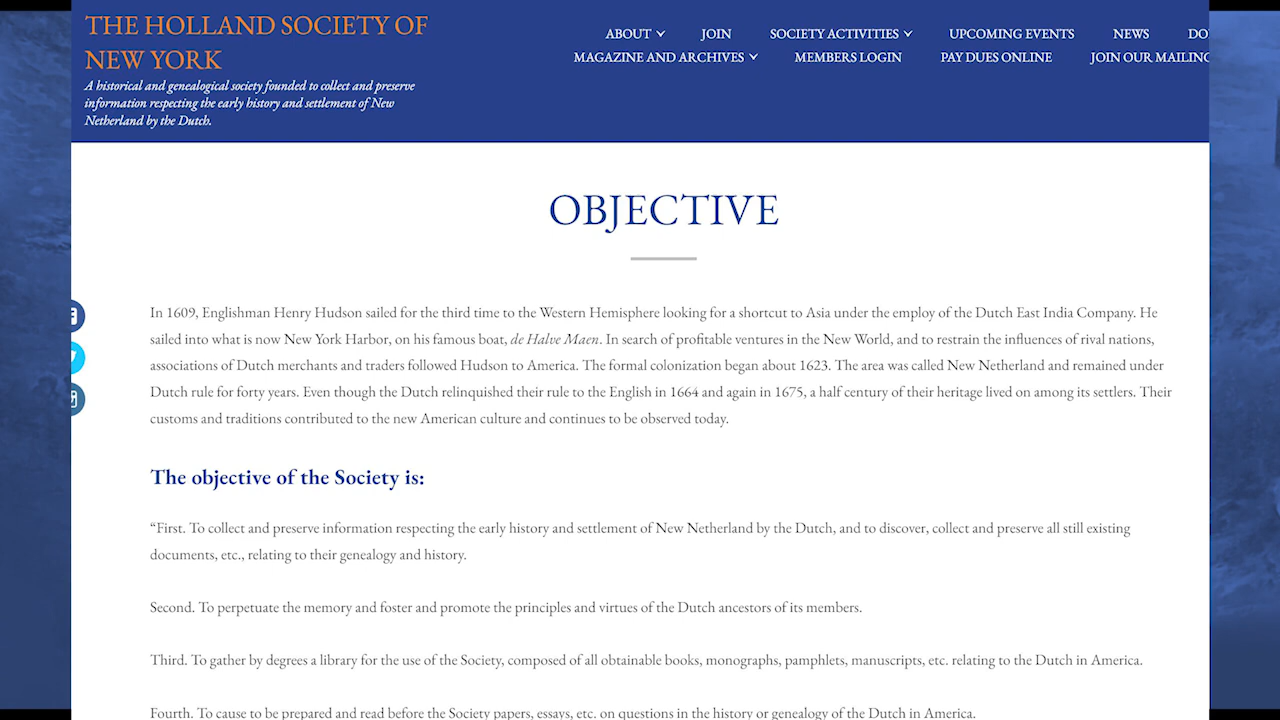 THE HOLLAND SOCIETY OF
NEW YORK
A historical and genealogical society founded to collect and preserve
information respecting the early history and settlement of New
Netherland by the Dutch.
ABOUT JOIN SOCIETY ACTIVITIES UPCOMING EVENTS NEWS DO
MAGAZINE AND ARCHIVES MEMBERS LOGIN PAY DUES ONLINE JOIN OUR MAILING
OBJECTIVE
In 1609, Englishman Henry Hudson sailed for the third time to the Western Hemisphere looking for a shortcut to Asia under the employ of the Dutch East India Company. He
sailed into what is now New York Harbor, on his famous boat, de Halve Maen. In search of profitable ventures in the New World, and to restrain the influences of rival nations,
associations of Dutch merchants and traders followed Hudson to America. The formal colonization began about 1623. The area was called New Netherland and remained under
Dutch rule for forty years. Even though the Dutch relinquished their rule to the English in 1664 and again in 1675, a half century of their heritage lived on among its settlers. Their
customs and traditions contributed to the new American culture and continues to be observed today.
The objective of the Society is:
“First. To collect and preserve information respecting the early history and settlement of New Netherland by the Dutch, and to discover, collect and preserve all still existing
documents, etc., relating to their genealogy and history.
Second. To perpetuate the memory and foster and promote the principles and virtues of the Dutch ancestors of its members.
Third. To gather by degrees a library for the use of the Society, composed of all obtainable books, monographs, pamphlets, manuscripts, etc. relating to the Dutch in America.
Fourth. To cause to be prepared and read before the Society papers, essays, etc. on questions in the history or genealogy of the Dutch in America.